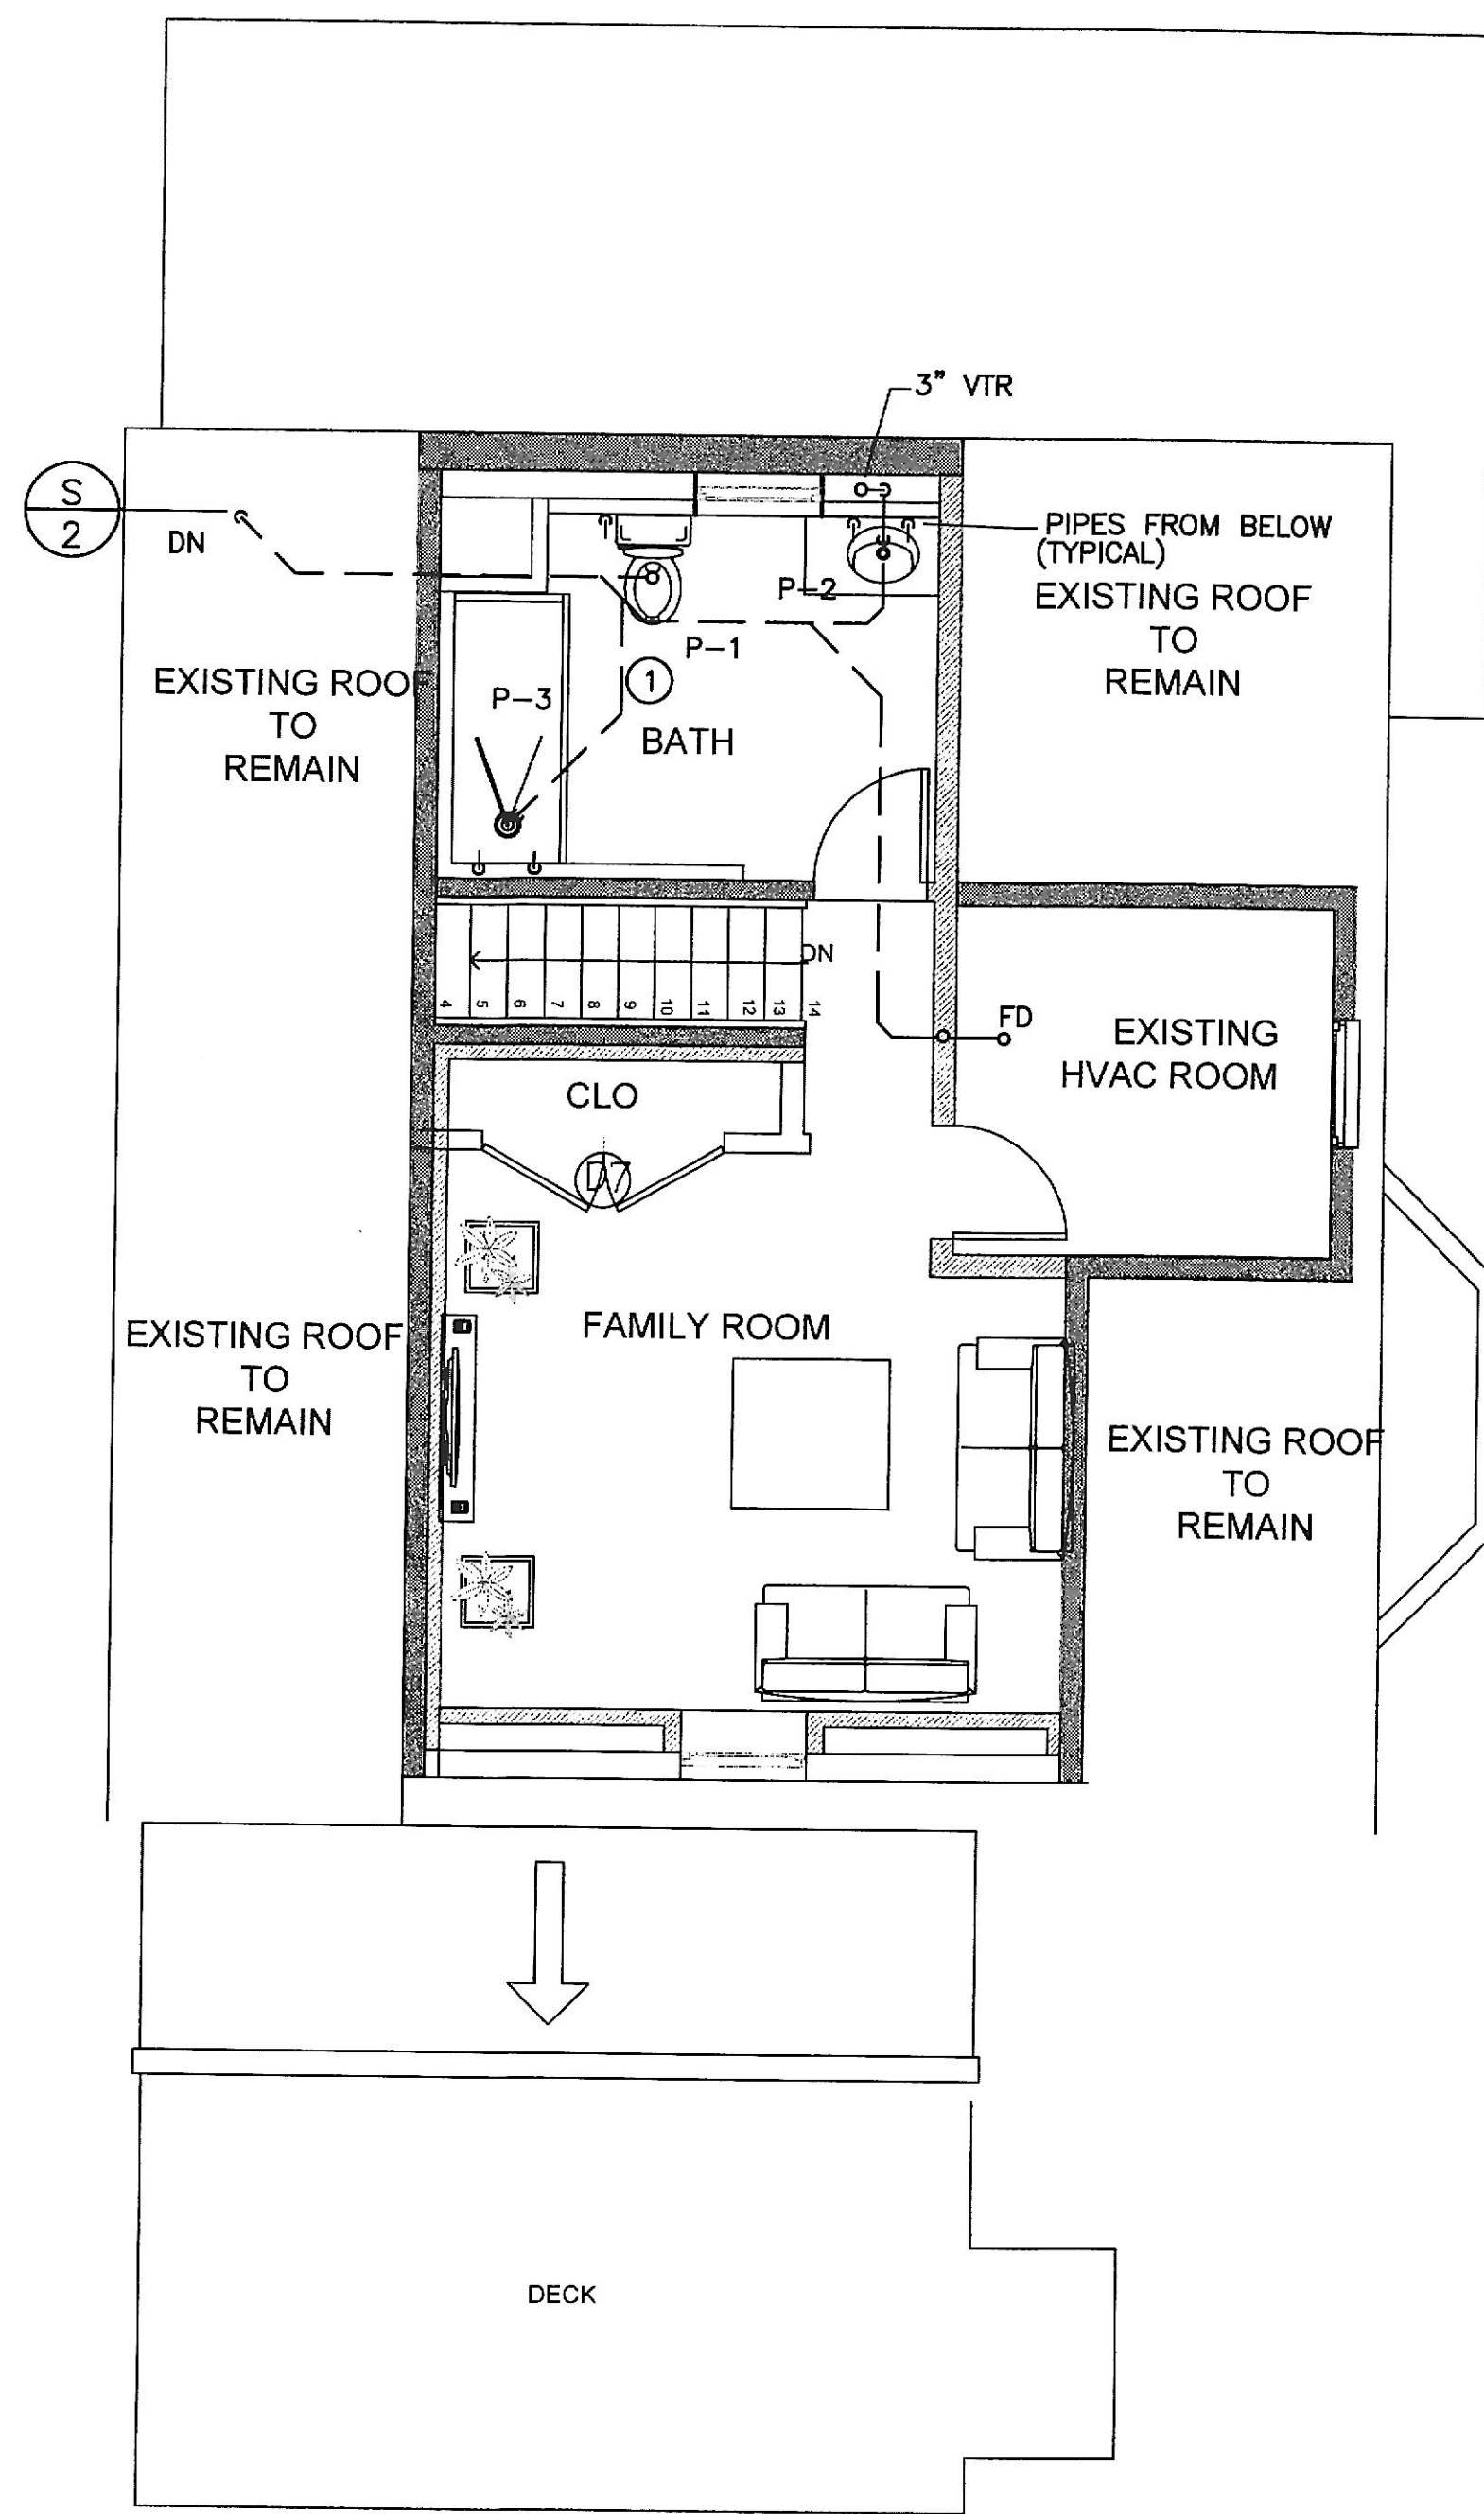 3" VTR
S
2
DN
PIPES FROM BELOW
(TYPICAL)
EXISTING ROOF
TO
REMAIN
P-2
P-1
1
P-3
BATH
EXISTING ROOF
TO
REMAIN
DN
4 5 6 7 8 9 10 11 12 13 14
FD
EXISTING
HVAC ROOM
CLO
D7
FAMILY ROOM
EXISTING ROOF
TO
REMAIN
EXISTING ROOF
TO
REMAIN
DECK